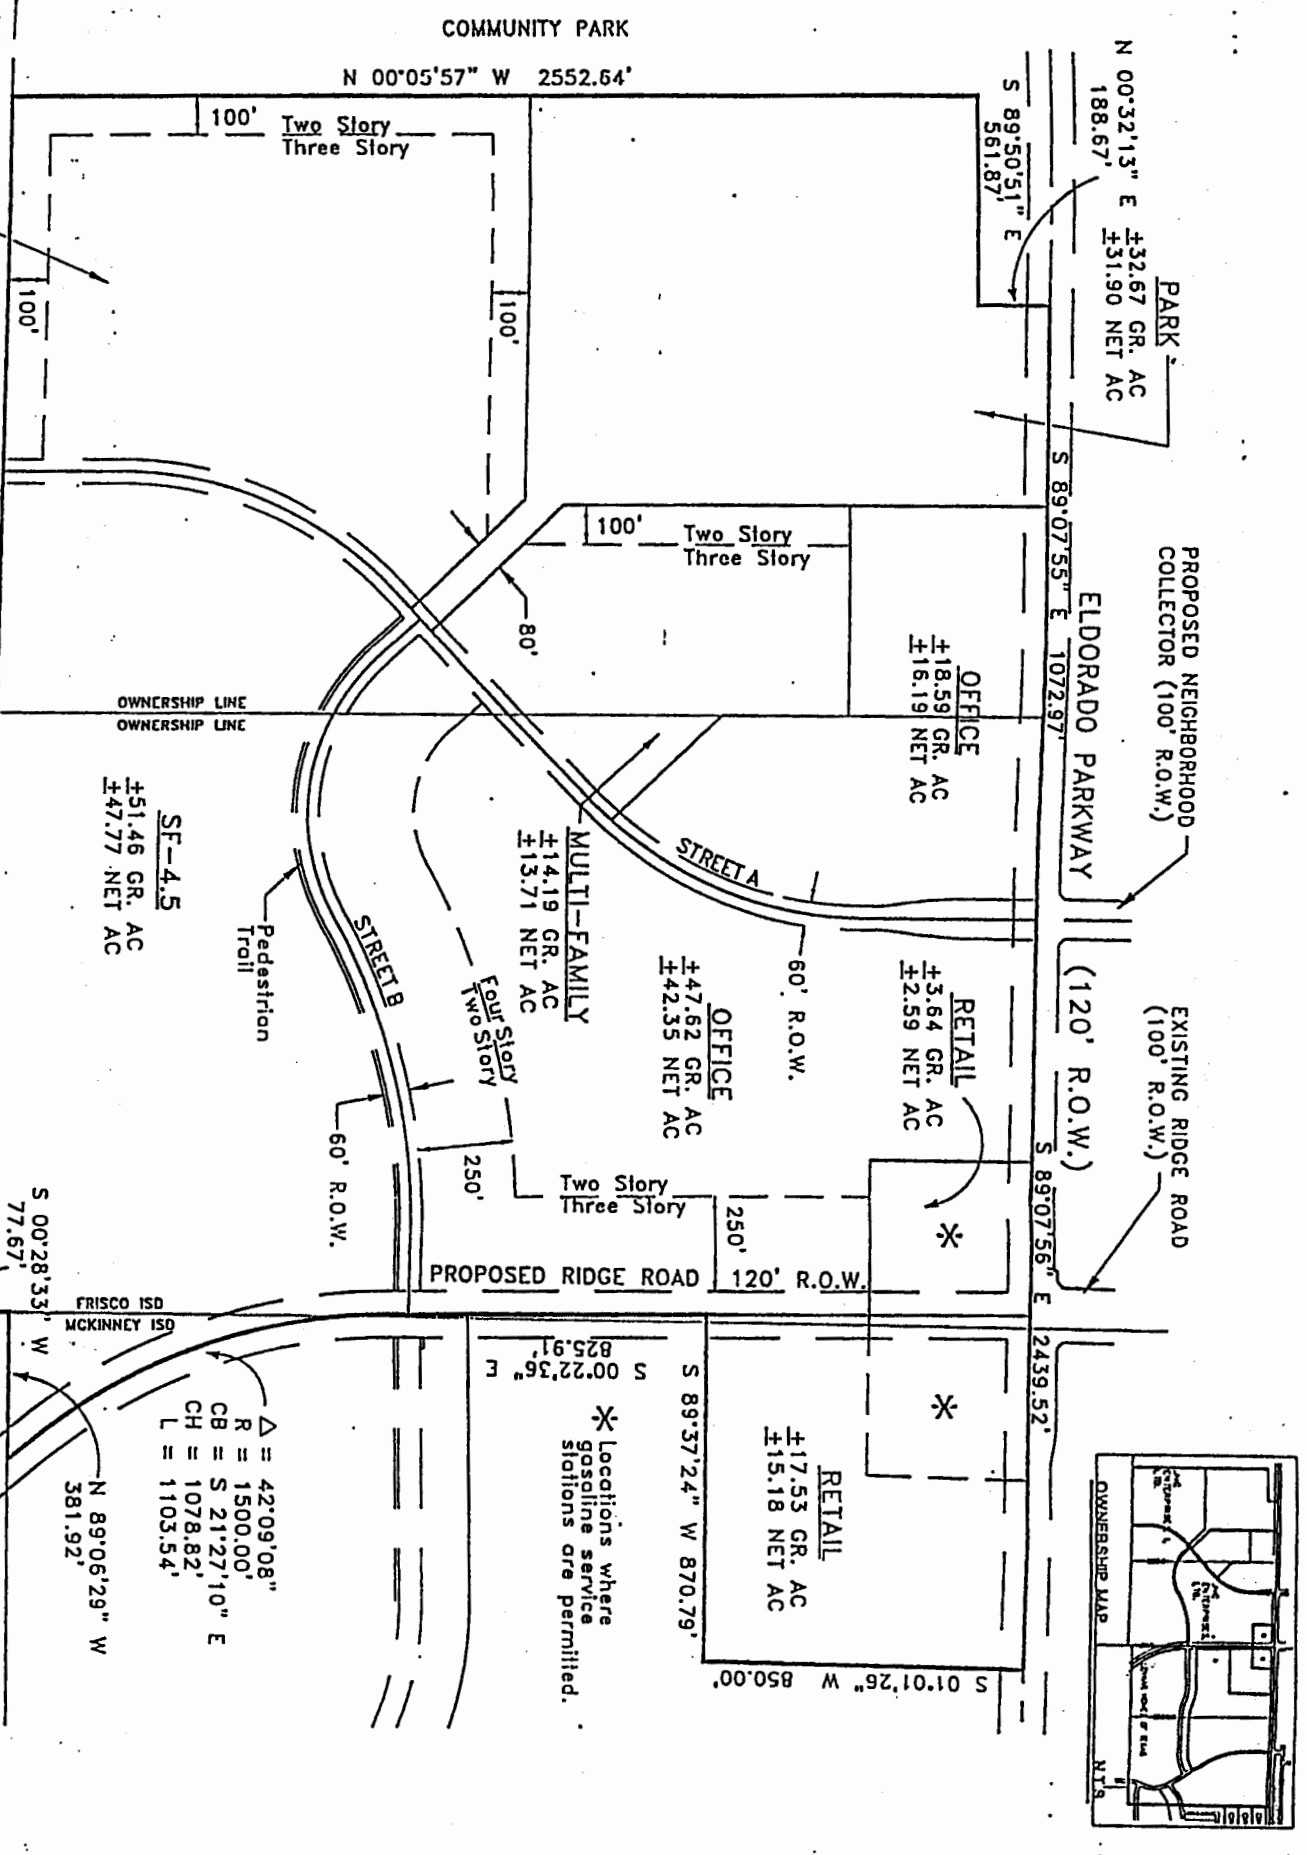 COMMUNITY PARK
N 00°05'57" W 2552.64'
N 00°32'13" E
188.67'
S 89°50'51" E
561.87'
PARK
±32.67 GR. AC
±31.90 NET AC
100'
Two Story
Three Story
100'
100'
S 89°07'55" E 1072.97'
ELDORADO PARKWAY
(120' R.O.W.)
PROPOSED NEIGHBORHOOD
COLLECTOR (100' R.O.W.)
EXISTING RIDGE ROAD
(100' R.O.W.)
100'
Two Story
Three Story
80'
OFFICE
±18.59 GR. AC
±16.19 NET AC
OWNERSHIP LINE
OWNERSHIP LINE
STREET A
MULTI-FAMILY
±14.19 GR. AC
±13.71 NET AC
SF-4.5
±51.46 GR. AC
±47.77 NET AC
Pedestrian
Trail
STREET B
Four Story
Two Story
60' R.O.W.
OFFICE
±47.62 GR. AC
±42.35 NET AC
RETAIL
±3.64 GR. AC
±2.59 NET AC
S 89°07'56" E 2439.52'
60' R.O.W.
250'
Two Story
Three Story
250'
PROPOSED RIDGE ROAD 120' R.O.W.
FRISCO ISD
MCKINNEY ISD
S 00°28'33" W
77.67'
S 00°22'36" E
825.91'
S 89°37'24" W 870.79'
RETAIL
±17.53 GR. AC
±15.18 NET AC
S 01°01'26" W 850.00'
* Locations where
gasoline service
stations are permitted.
Δ = 42°09'08"
R = 1500.00'
CB = S 21°27'10" E
CH = 1078.82'
L = 1103.54'
N 89°06'29" W
381.92'
OWNERSHIP MAP
N.T.S.